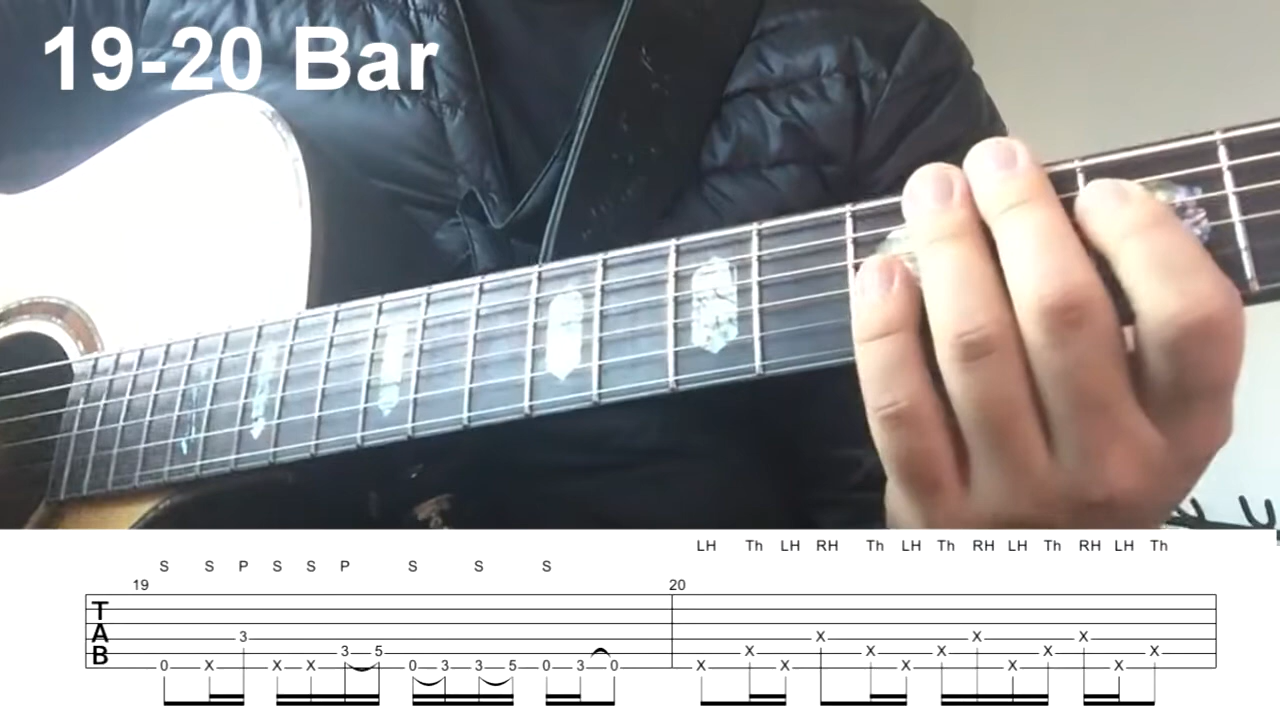 19-20 Bar
LH Th LH RH Th LH Th RH LH Th RH LH Th
S S P S S P S S S
19 20
T
A 3 X X X
B 3 5 X X X X X
0 X X X 0 3 3 5 0 3 0 X X X X X